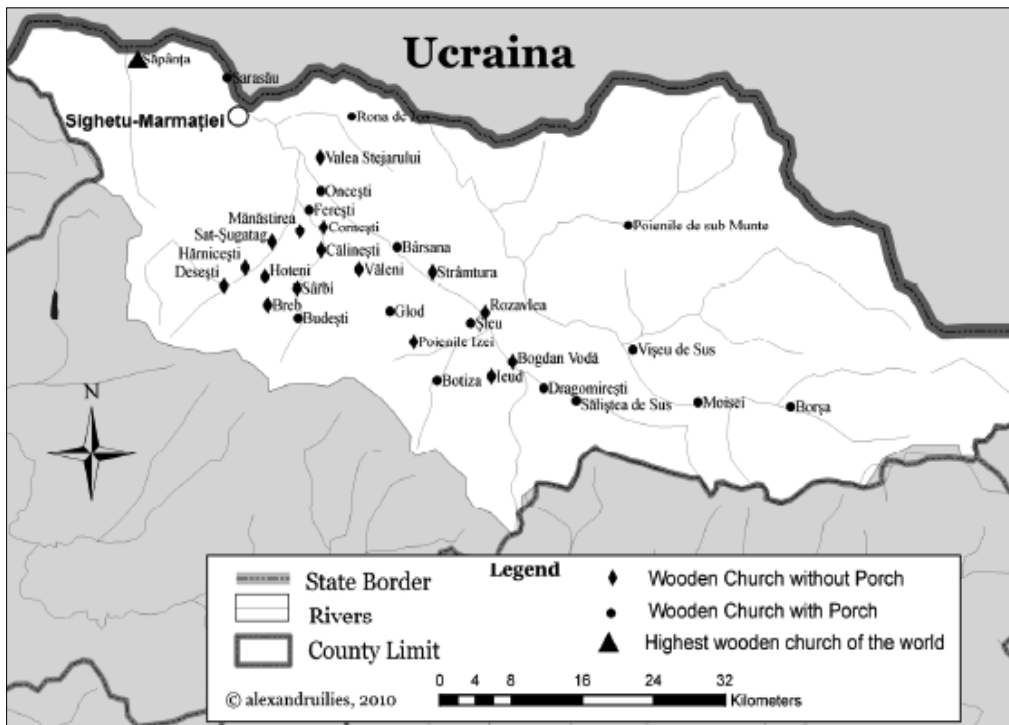 Ucraina
Săpânța
Sarasău
Sighetu-Marmației
Rona de
Valea Stejarului
Oncești
Ferești
Mănăstirea
Cornești
Sat-Șugatag
Bârsana
Poienile de sub Munte
Călinești
Hărnicești
Văleni
Strâmtura
Desești
Hoteni
Sârbi
Breb
Rozavlea
Glod
Budești
Șieu
Poienile Izei
Vișeu de Sus
Bogdan Vodă
Botiza
Ieud
Dragomirești
Săliștea de Sus
Moisei
Borșa
N
Legend
State Border
Rivers
County Limit
Wooden Church without Porch
Wooden Church with Porch
Highest wooden church of the world
© alexandruilies, 2010
0 4 8 16 24 32
Kilometers